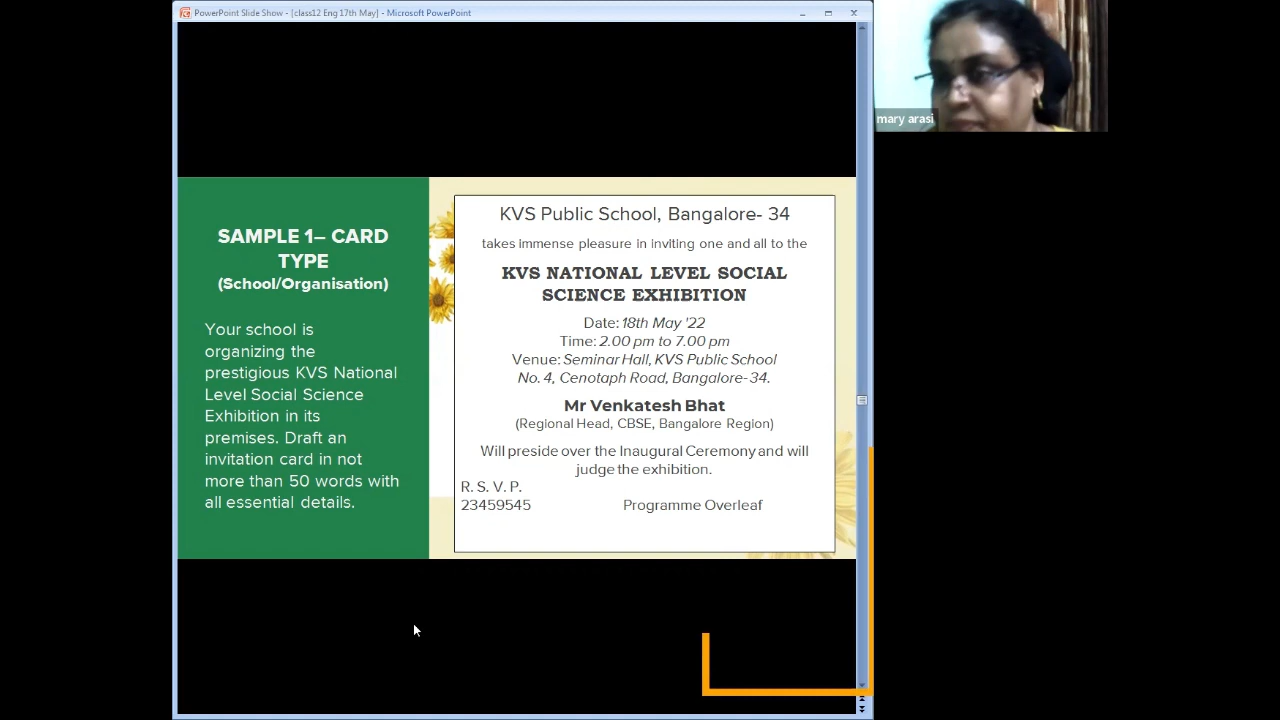 PowerPoint Slide Show - [class12 Eng 17th May] - Microsoft PowerPoint
mary arasi
SAMPLE 1– CARD
TYPE
(School/Organisation)
Your school is
organizing the
prestigious KVS National
Level Social Science
Exhibition in its
premises. Draft an
invitation card in not
more than 50 words with
all essential details.
KVS Public School, Bangalore- 34
takes immense pleasure in inviting one and all to the
KVS NATIONAL LEVEL SOCIAL
SCIENCE EXHIBITION
Date: 18th May '22
Time: 2.00 pm to 7.00 pm
Venue: Seminar Hall, KVS Public School
No. 4, Cenotaph Road, Bangalore-34.
Mr Venkatesh Bhat
(Regional Head, CBSE, Bangalore Region)
Will preside over the Inaugural Ceremony and will
judge the exhibition.
R. S. V. P.
23459545 Programme Overleaf